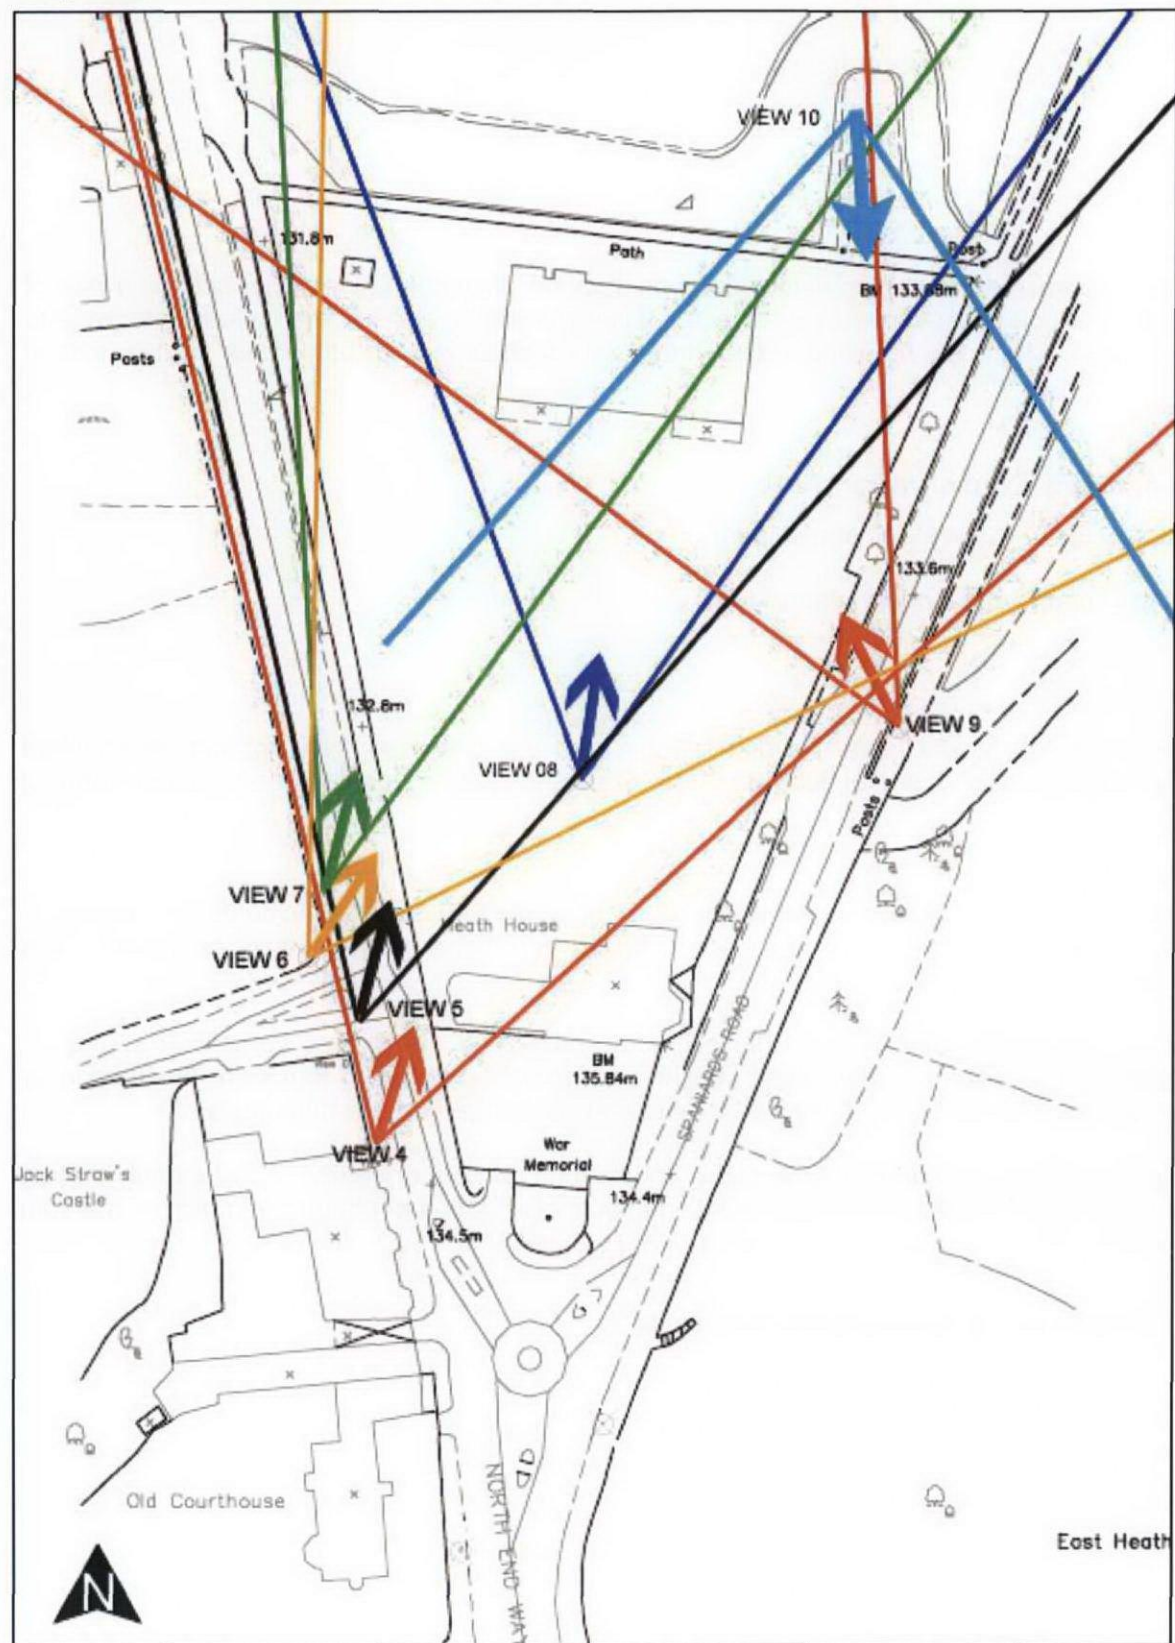 VIEW 10
131.8m
Path
Post
BM 133.68m
Posts
133.6m
132.8m
VIEW 9
VIEW 08
Posts
VIEW 7
Heath House
VIEW 6
VIEW 5
SPANIARDS ROAD
BM
135.84m
VIEW 4
War
Memorial
Jack Straw's
Castle
134.4m
134.5m
NORTH END WAY
Old Courthouse
East Heath
N